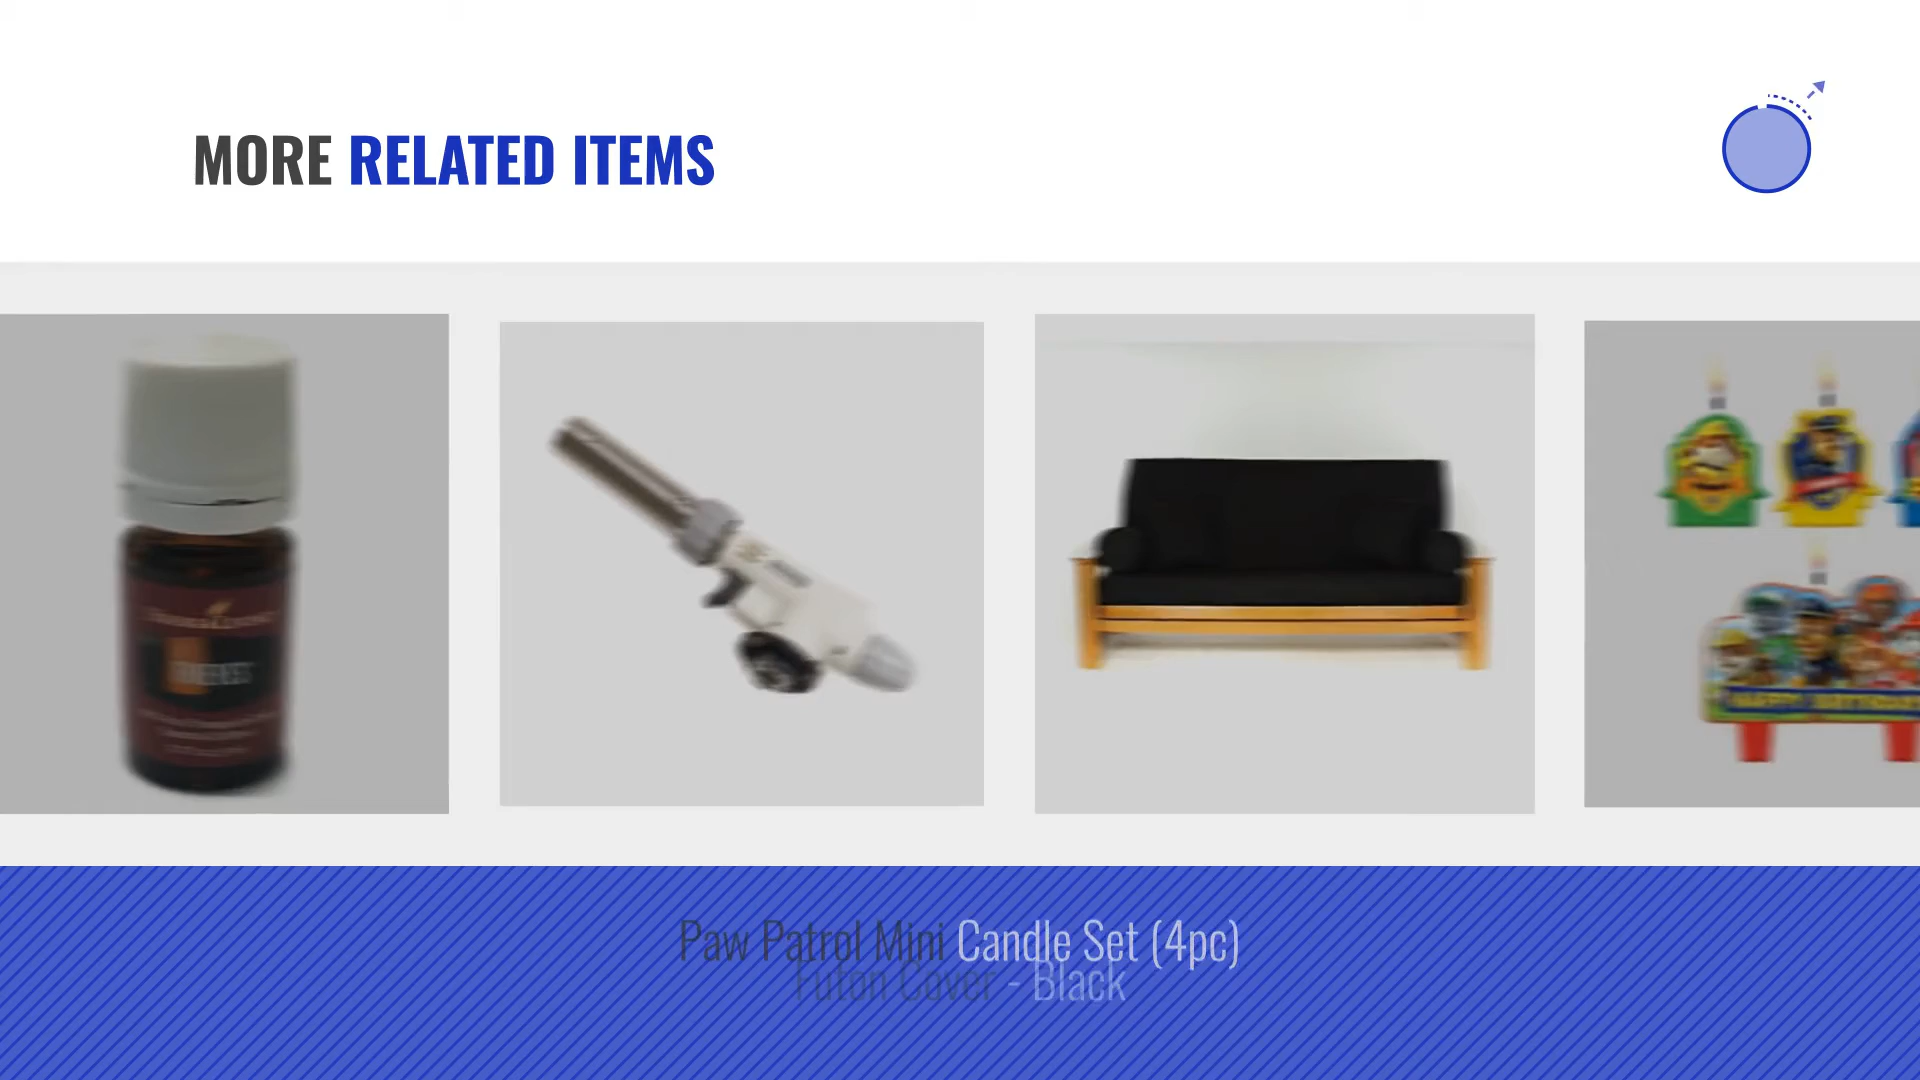 MORE RELATED ITEMS
Paw Patrol Mini Candle Set (4pc)
Futon Cover - Black